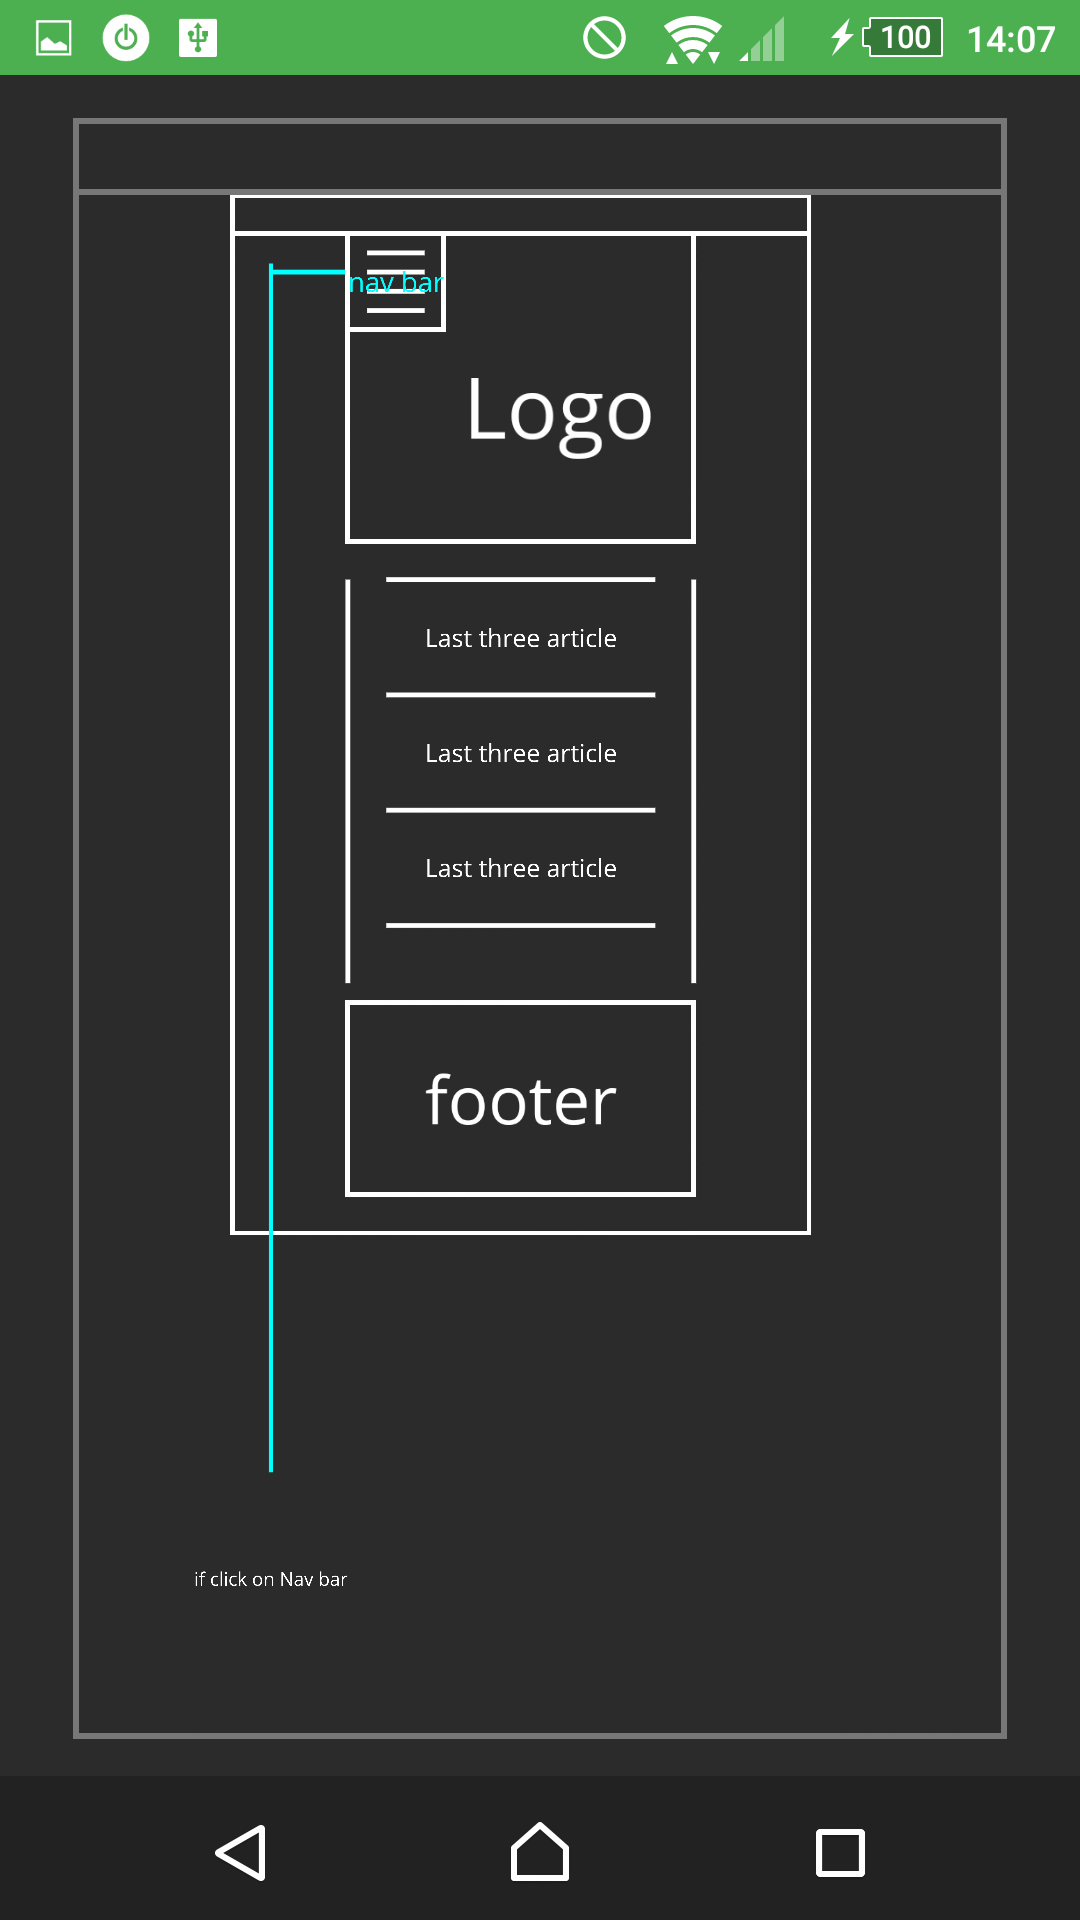 100 14:07
nav bar
Logo
Last three article
Last three article
Last three article
footer
if click on Nav bar